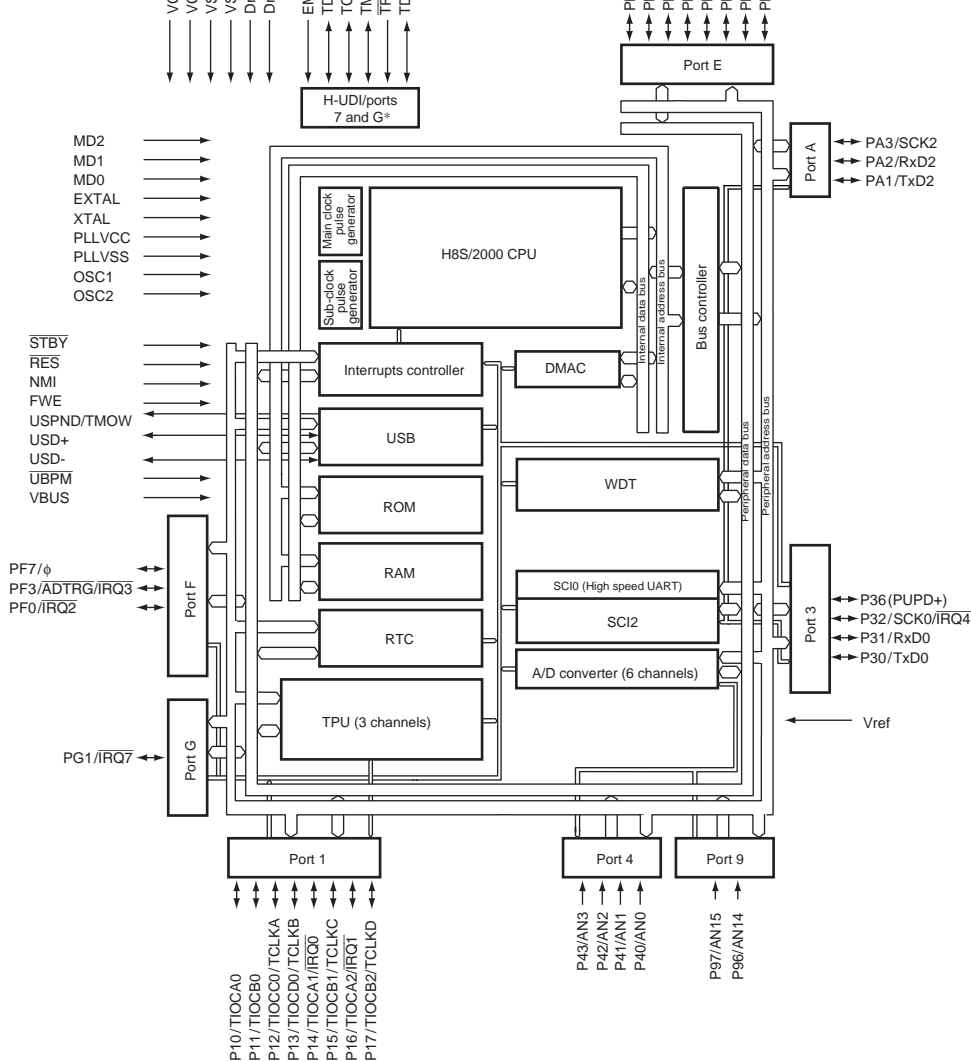 Port E
H-UDI/ports
7 and G*
MD2
MD1
MD0
EXTAL
XTAL
PLLVCC
PLLVSS
OSC1
OSC2
Port A
PA3/SCK2
PA2/RxD2
PA1/TxD2
Main clock
pulse
generator
Sub-clock
pulse
generator
H8S/2000 CPU
Internal data bus
Internal address bus
Bus controller
STBY
RES
NMI
FWE
USPND/TMOW
USD+
USD-
UBPM
VBUS
Interrupts controller
DMAC
USB
WDT
Peripheral data bus
Peripheral address bus
ROM
RAM
RTC
TPU (3 channels)
SCI0 (High speed UART)
SCI2
A/D converter (6 channels)
Port F
PF7/ϕ
PF3/ADTRG/IRQ3
PF0/IRQ2
Port G
PG1/IRQ7
Port 3
P36 (PUPD+)
P32/SCK0/IRQ4
P31/RxD0
P30/TxD0
Vref
Port 1
Port 4
Port 9
P10/TIOCA0
P11/TIOCB0
P12/TIOCC0/TCLKA
P13/TIOCD0/TCLKB
P14/TIOCA1/IRQ0
P15/TIOCB1/TCLKC
P16/TIOCA2/IRQ1
P17/TIOCB2/TCLKD
P43/AN3
P42/AN2
P41/AN1
P40/AN0
P97/AN15
P96/AN14